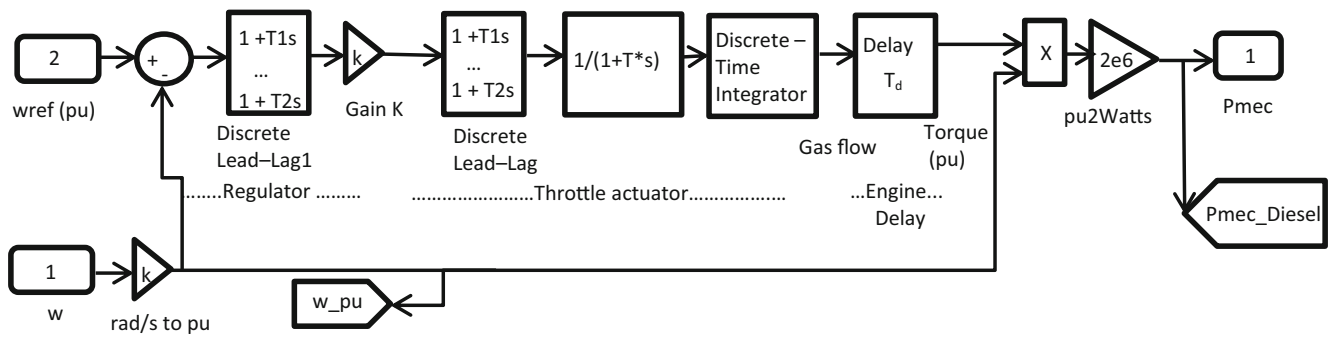 2
wref (pu)
+
-
1 +T1s
...
1 + T2s
Discrete
Lead–Lag1
k
Gain K
1 +T1s
...
1 + T2s
Discrete
Lead–Lag
1/(1+T*s)
Discrete –
Time
Integrator
Delay
Td
Gas flow
Torque
(pu)
X
2e6
pu2Watts
1
Pmec
........Regulator ........
........................Throttle actuator....................
...Engine...
Delay
Pmec_Diesel
1
w
k
rad/s to pu
w_pu